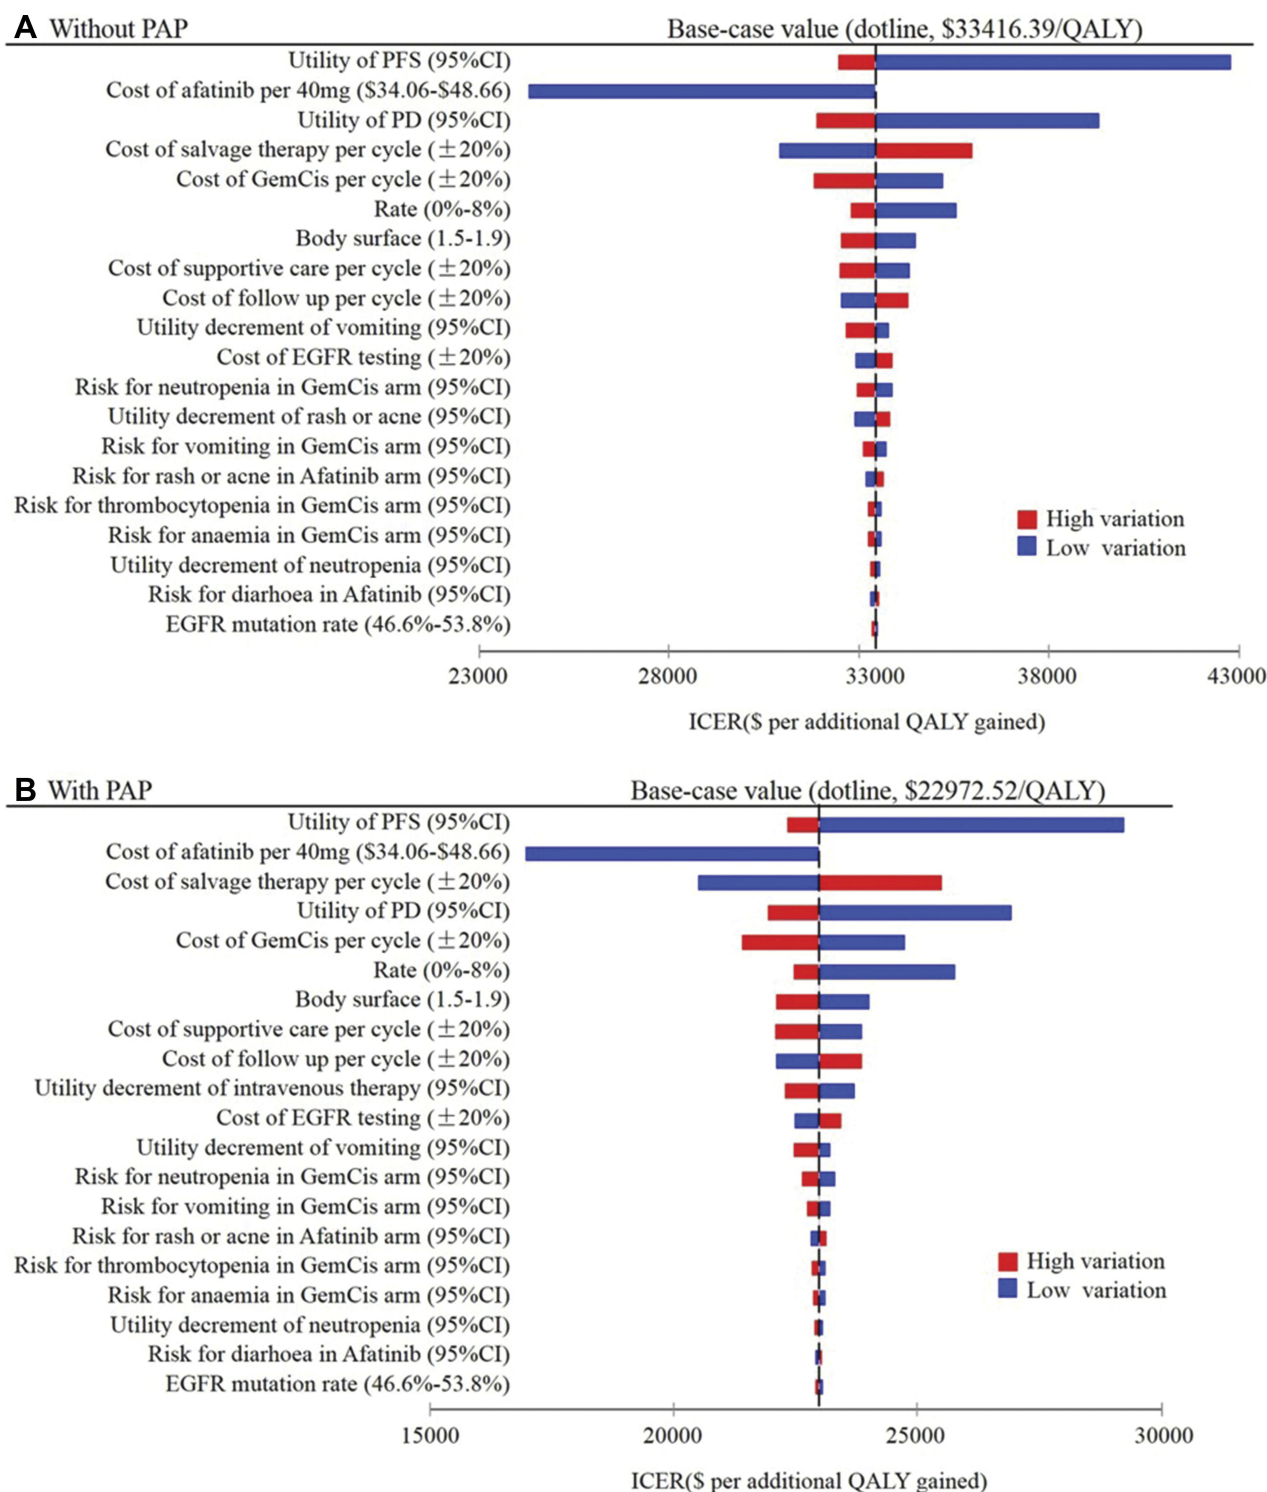 A Without PAP Base-case value (dotline, $33416.39/QALY)
Utility of PFS (95%CI)
Cost of afatinib per 40mg ($34.06-$48.66)
Utility of PD (95%CI)
Cost of salvage therapy per cycle (±20%)
Cost of GemCis per cycle (±20%)
Rate (0%-8%)
Body surface (1.5-1.9)
Cost of supportive care per cycle (±20%)
Cost of follow up per cycle (±20%)
Utility decrement of vomiting (95%CI)
Cost of EGFR testing (±20%)
Risk for neutropenia in GemCis arm (95%CI)
Utility decrement of rash or acne (95%CI)
Risk for vomiting in GemCis arm (95%CI)
Risk for rash or acne in Afatinib arm (95%CI)
Risk for thrombocytopenia in GemCis arm (95%CI)
High variation
Risk for anaemia in GemCis arm (95%CI)
Low variation
Utility decrement of neutropenia (95%CI)
Risk for diarhoea in Afatinib (95%CI)
EGFR mutation rate (46.6%-53.8%)
23000 28000 33000 38000 43000
ICER($ per additional QALY gained)
B With PAP Base-case value (dotline, $22972.52/QALY)
Utility of PFS (95%CI)
Cost of afatinib per 40mg ($34.06-$48.66)
Cost of salvage therapy per cycle (±20%)
Utility of PD (95%CI)
Cost of GemCis per cycle (±20%)
Rate (0%-8%)
Body surface (1.5-1.9)
Cost of supportive care per cycle (±20%)
Cost of follow up per cycle (±20%)
Utility decrement of intravenous therapy (95%CI)
Cost of EGFR testing (±20%)
Utility decrement of vomiting (95%CI)
Risk for neutropenia in GemCis arm (95%CI)
Risk for vomiting in GemCis arm (95%CI)
Risk for rash or acne in Afatinib arm (95%CI)
Risk for thrombocytopenia in GemCis arm (95%CI)
High variation
Risk for anaemia in GemCis arm (95%CI)
Low variation
Utility decrement of neutropenia (95%CI)
Risk for diarhoea in Afatinib (95%CI)
EGFR mutation rate (46.6%-53.8%)
15000 20000 25000 30000
ICER($ per additional QALY gained)